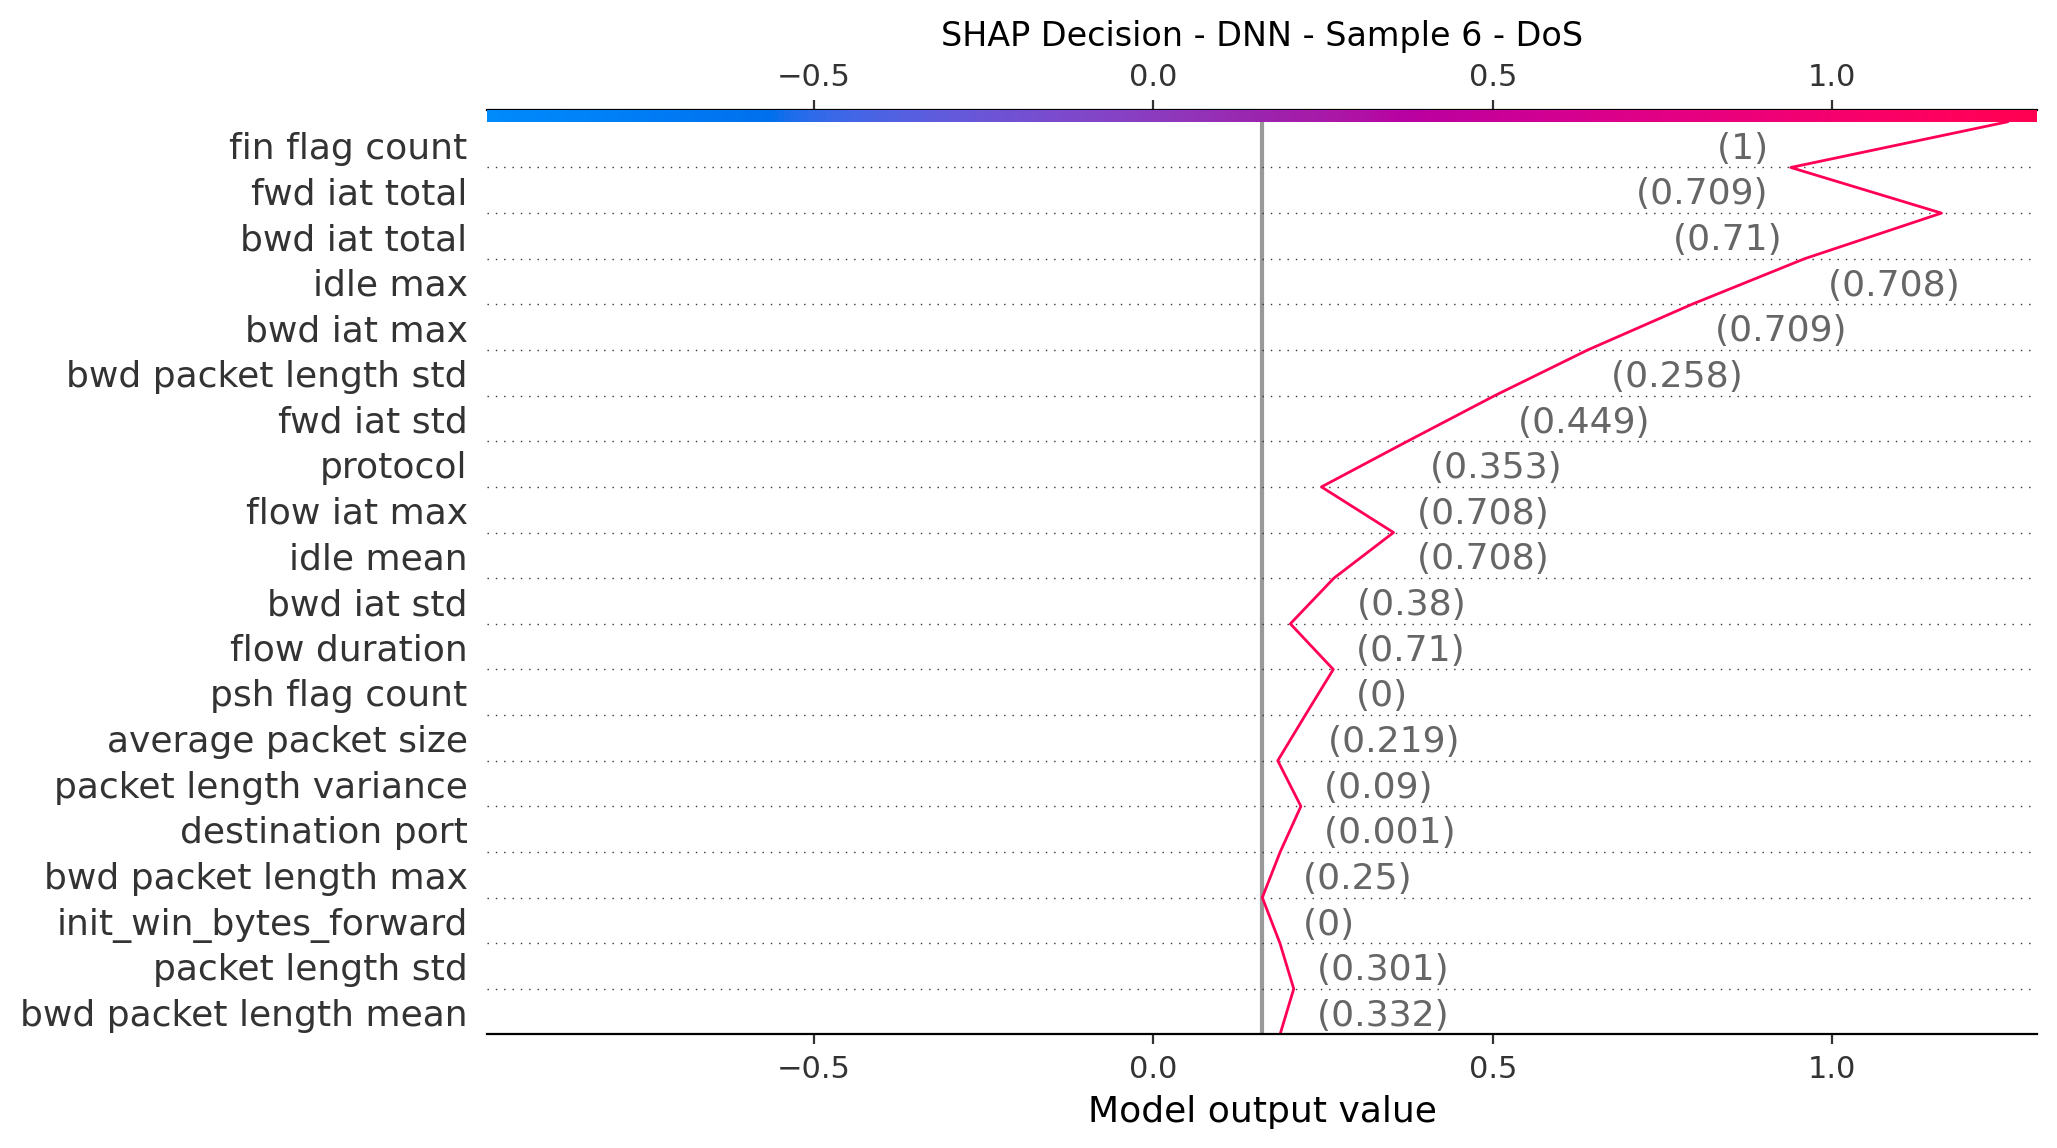 SHAP Decision - DNN - Sample 6 - DoS
−0.5 0.0 0.5 1.0
fin flag count (1)
fwd iat total (0.709)
bwd iat total (0.71)
idle max (0.708)
bwd iat max (0.709)
bwd packet length std (0.258)
fwd iat std (0.449)
protocol (0.353)
flow iat max (0.708)
idle mean (0.708)
bwd iat std (0.38)
flow duration (0.71)
psh flag count (0)
average packet size (0.219)
packet length variance (0.09)
destination port (0.001)
bwd packet length max (0.25)
init_win_bytes_forward (0)
packet length std (0.301)
bwd packet length mean (0.332)
−0.5 0.0 0.5 1.0
Model output value